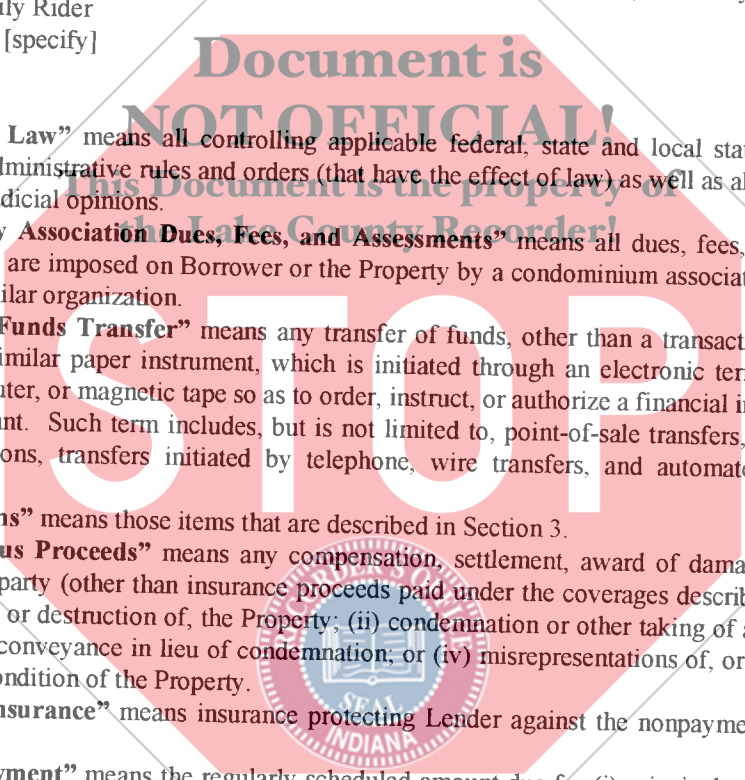 ily Rider
[specify]
Document is
NOT OFFICIAL!
This Document is the property of
the Lake County Recorder!
STOP
Law” means all controlling applicable federal, state and local stat
dministrative rules and orders (that have the effect of law) as well as al
dicial opinions.
y Association Dues, Fees, and Assessments” means all dues, fees,
are imposed on Borrower or the Property by a condominium associat
ilar organization.
Funds Transfer” means any transfer of funds, other than a transacti
similar paper instrument, which is initiated through an electronic ter
uter, or magnetic tape so as to order, instruct, or authorize a financial i
nt. Such term includes, but is not limited to, point-of-sale transfers,
ons, transfers initiated by telephone, wire transfers, and automate
ns” means those items that are described in Section 3.
us Proceeds” means any compensation, settlement, award of dama
party (other than insurance proceeds paid under the coverages describ
or destruction of, the Property; (ii) condemnation or other taking of a
conveyance in lieu of condemnation; or (iv) misrepresentations of, or
ondition of the Property.
nsurance” means insurance protecting Lender against the nonpayme
RECORDER'S OFFICE
SEAL
INDIANA
yment” means the regularly scheduled amount due for (i)